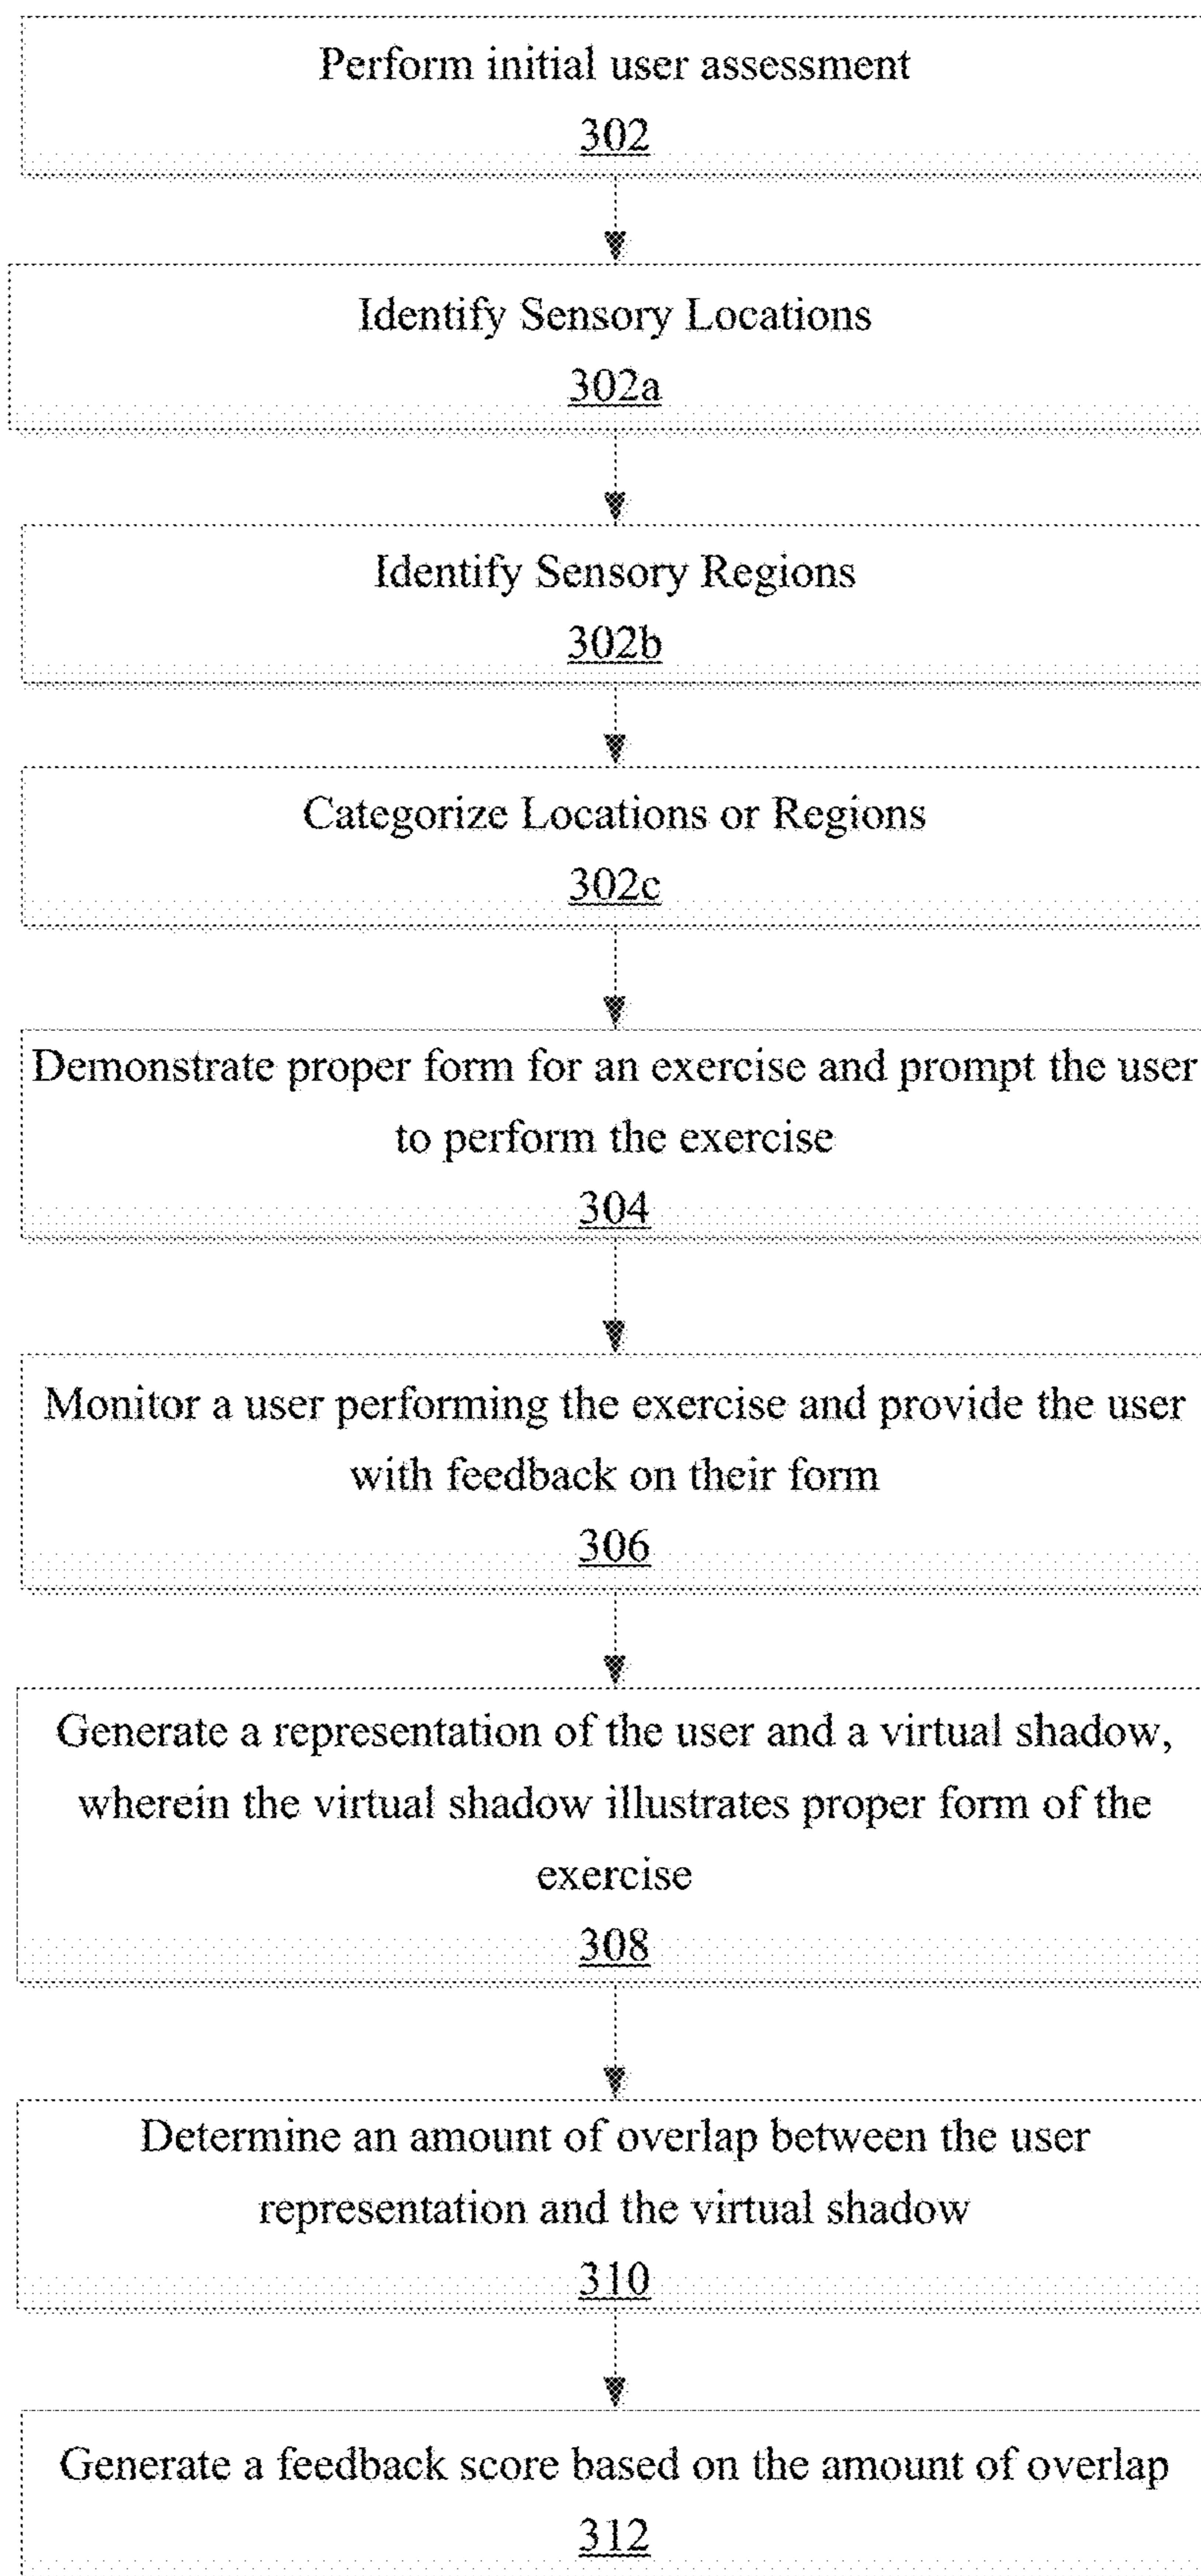 Perform initial user assessment
302
Identify Sensory Locations
302a
Identify Sensory Regions
302b
Categorize Locations or Regions
302c
Demonstrate proper form for an exercise and prompt the user
to perform the exercise
304
Monitor a user performing the exercise and provide the user
with feedback on their form
306
Generate a representation of the user and a virtual shadow,
wherein the virtual shadow illustrates proper form of the
exercise
308
Determine an amount of overlap between the user
representation and the virtual shadow
310
Generate a feedback score based on the amount of overlap
312